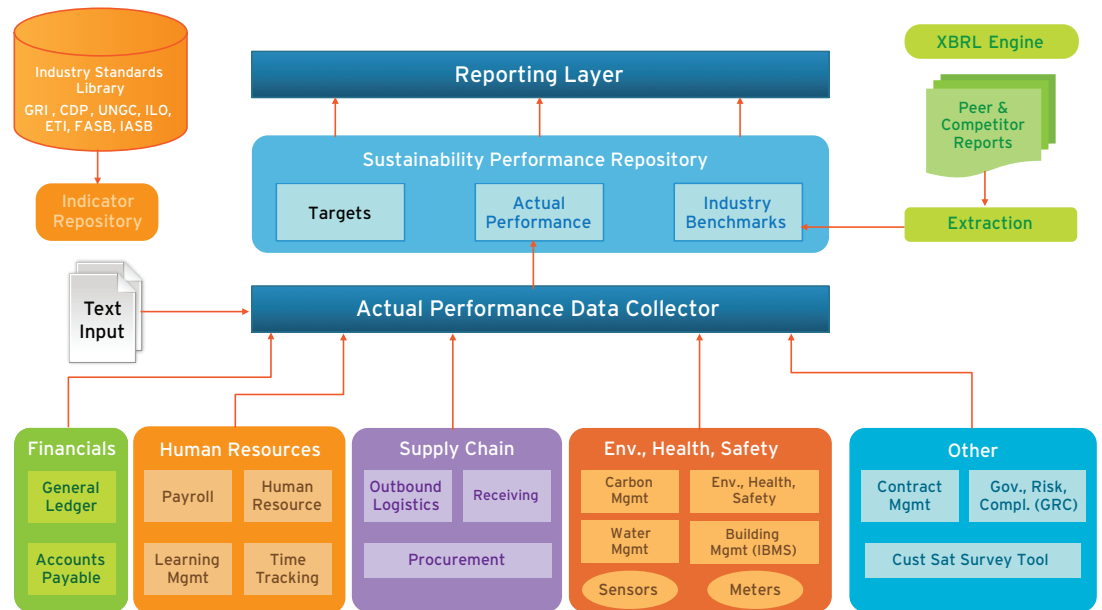 Industry Standards
Library
GRI , CDP , UNGC, ILO,
ETI, FASB, IASB
Indicator
Repository
Reporting Layer
Sustainability Performance Repository
Targets
Actual
Performance
Industry
Benchmarks
XBRL Engine
Peer &
Competitor
Reports
Extraction
Text
Input
Actual Performance Data Collector
Financials
General
Ledger
Accounts
Payable
Human Resources
Payroll
Human
Resource
Learning
Mgmt
Time
Tracking
Supply Chain
Outbound
Logistics
Receiving
Procurement
Env., Health, Safety
Carbon
Mgmt
Env., Health,
Safety
Water
Mgmt
Building
Mgmt (IBMS)
Sensors
Meters
Other
Contract
Mgmt
Gov., Risk,
Compl. (GRC)
Cust Sat Survey Tool